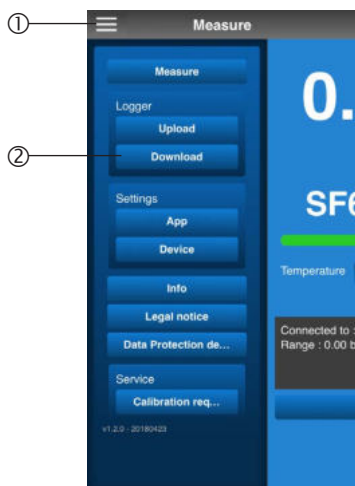 ① Measure
0.
Measure
Logger
Upload
② Download
SF6
Settings
App
Device
Temperature
Info
Legal notice
Connected to :
Range : 0.00 b
Data Protection de...
Service
Calibration req...
v1.2.0 - 20180423